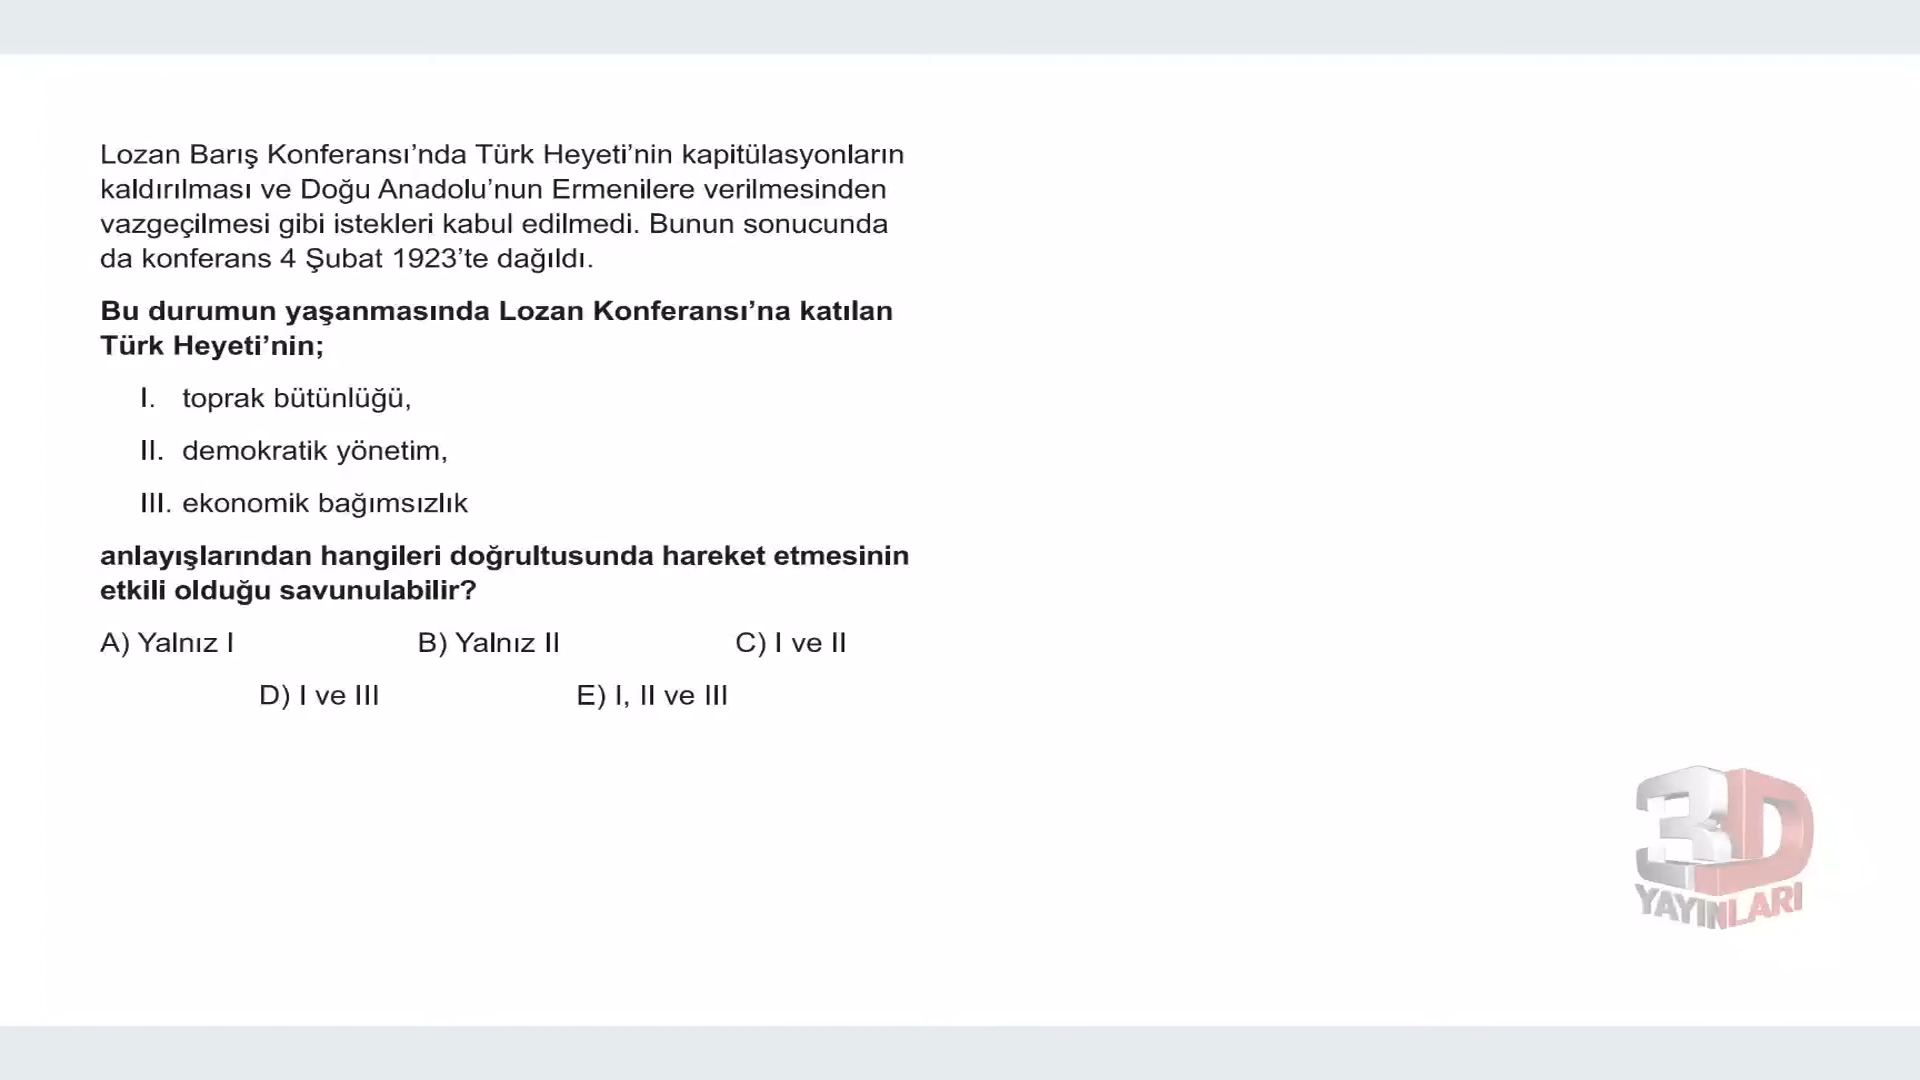 Lozan Barış Konferansı’nda Türk Heyeti’nin kapitülasyonların
kaldırılması ve Doğu Anadolu’nun Ermenilere verilmesinden
vazgeçilmesi gibi istekleri kabul edilmedi. Bunun sonucunda
da konferans 4 Şubat 1923’te dağıldı.
Bu durumun yaşanmasında Lozan Konferansı’na katılan
Türk Heyeti’nin;
I. toprak bütünlüğü,
II. demokratik yönetim,
III. ekonomik bağımsızlık
anlayışlarından hangileri doğrultusunda hareket etmesinin
etkili olduğu savunulabilir?
A) Yalnız I B) Yalnız II C) I ve II
D) I ve III E) I, II ve III
3D
YAYINLARI